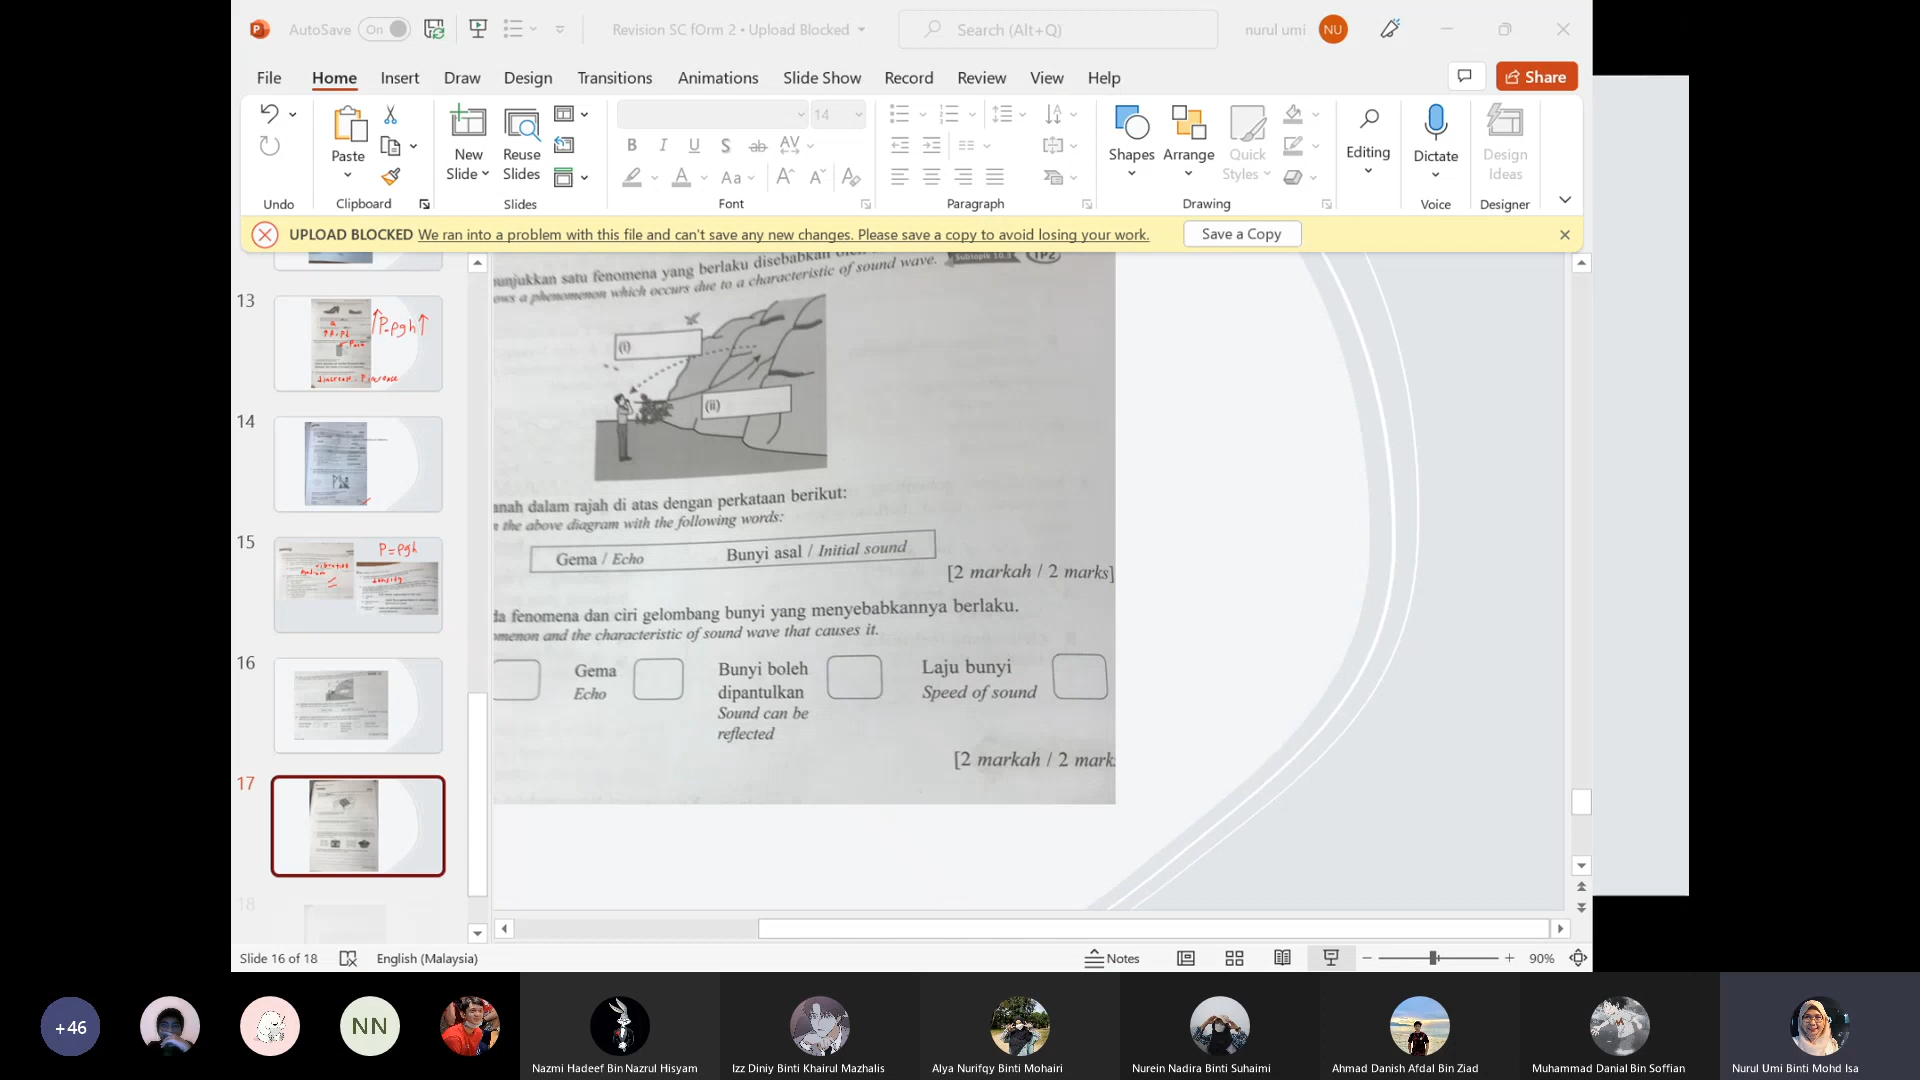 AutoSave On Revision SC fOrm 2 • Upload Blocked Search (Alt+Q) nurul umi NU
File Home Insert Draw Design Transitions Animations Slide Show Record Review View Help Share
14
Paste New Slide Reuse Slides Shapes Arrange Quick Styles Editing Dictate Design Ideas
Undo Clipboard Slides Font Paragraph Drawing Voice Designer
UPLOAD BLOCKED We ran into a problem with this file and can't save any new changes. Please save a copy to avoid losing your work. Save a Copy
13
P=ρgh
14
15
P=ρgh
density
16
17
18
unjukkan satu fenomena yang berlaku disebabkan
ows a phenomenon which occurs due to a characteristic of sound wave. Subtopik 10.3 TP2
(i)
(ii)
anah dalam rajah di atas dengan perkataan berikut:
the above diagram with the following words:
Gema / Echo Bunyi asal / Initial sound
[2 markah / 2 marks]
da fenomena dan ciri gelombang bunyi yang menyebabkannya berlaku.
omenon and the characteristic of sound wave that causes it.
Gema
Echo
Bunyi boleh
dipantulkan
Sound can be
reflected
Laju bunyi
Speed of sound
[2 markah / 2 mark
Slide 16 of 18 English (Malaysia) Notes 90%
+46 NN
Nazmi Hadeef Bin Nazrul Hisyam Izz Diniy Binti Khairul Mazhalis Alya Nurifqy Binti Mohairi Nurein Nadira Binti Suhaimi Ahmad Danish Afdal Bin Ziad Muhammad Danial Bin Soffian Nurul Umi Binti Mohd Isa